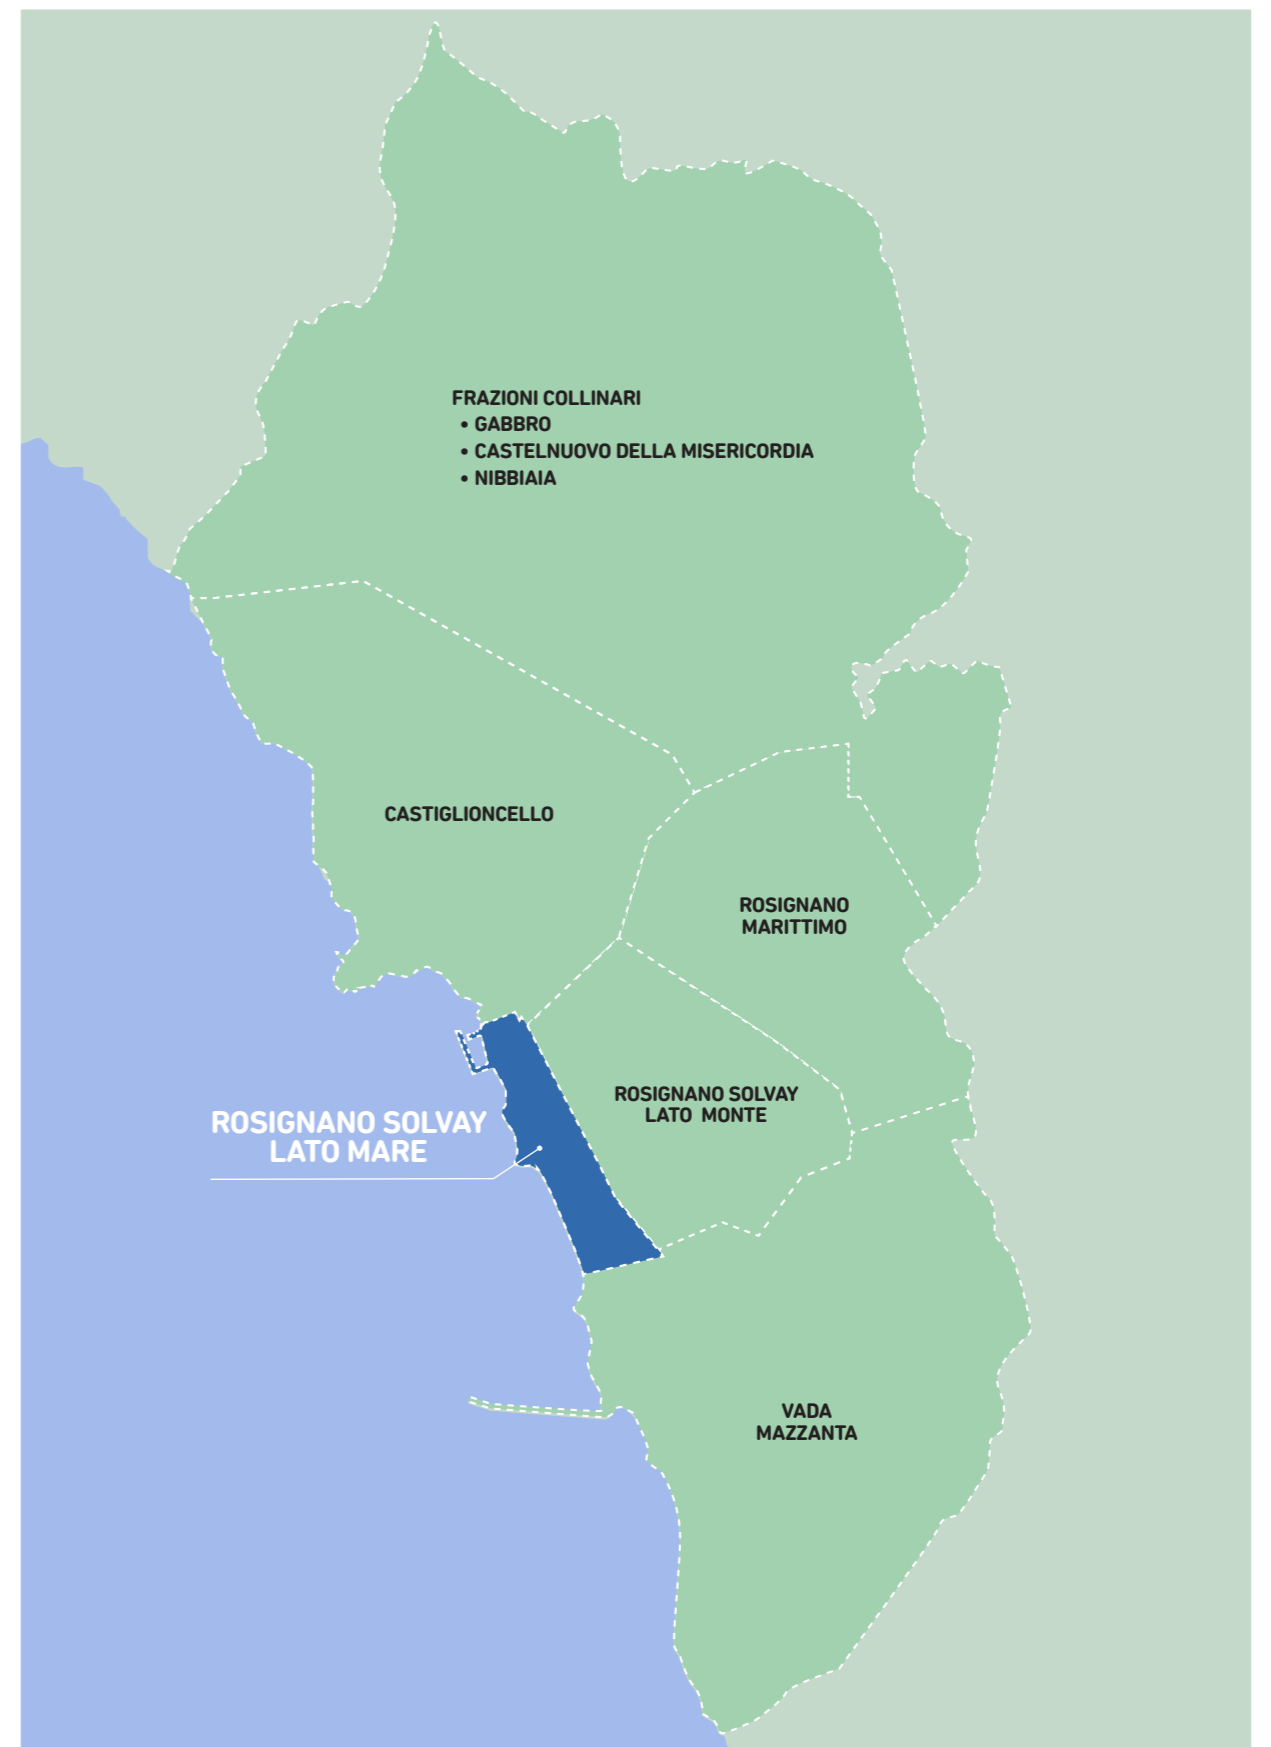 FRAZIONI COLLINARI
• GABBRO
• CASTELNUOVO DELLA MISERICORDIA
• NIBBIAIA
CASTIGLIONCELLO
ROSIGNANO
MARITTIMO
ROSIGNANO SOLVAY
LATO MONTE
ROSIGNANO SOLVAY
LATO MARE
VADA
MAZZANTA